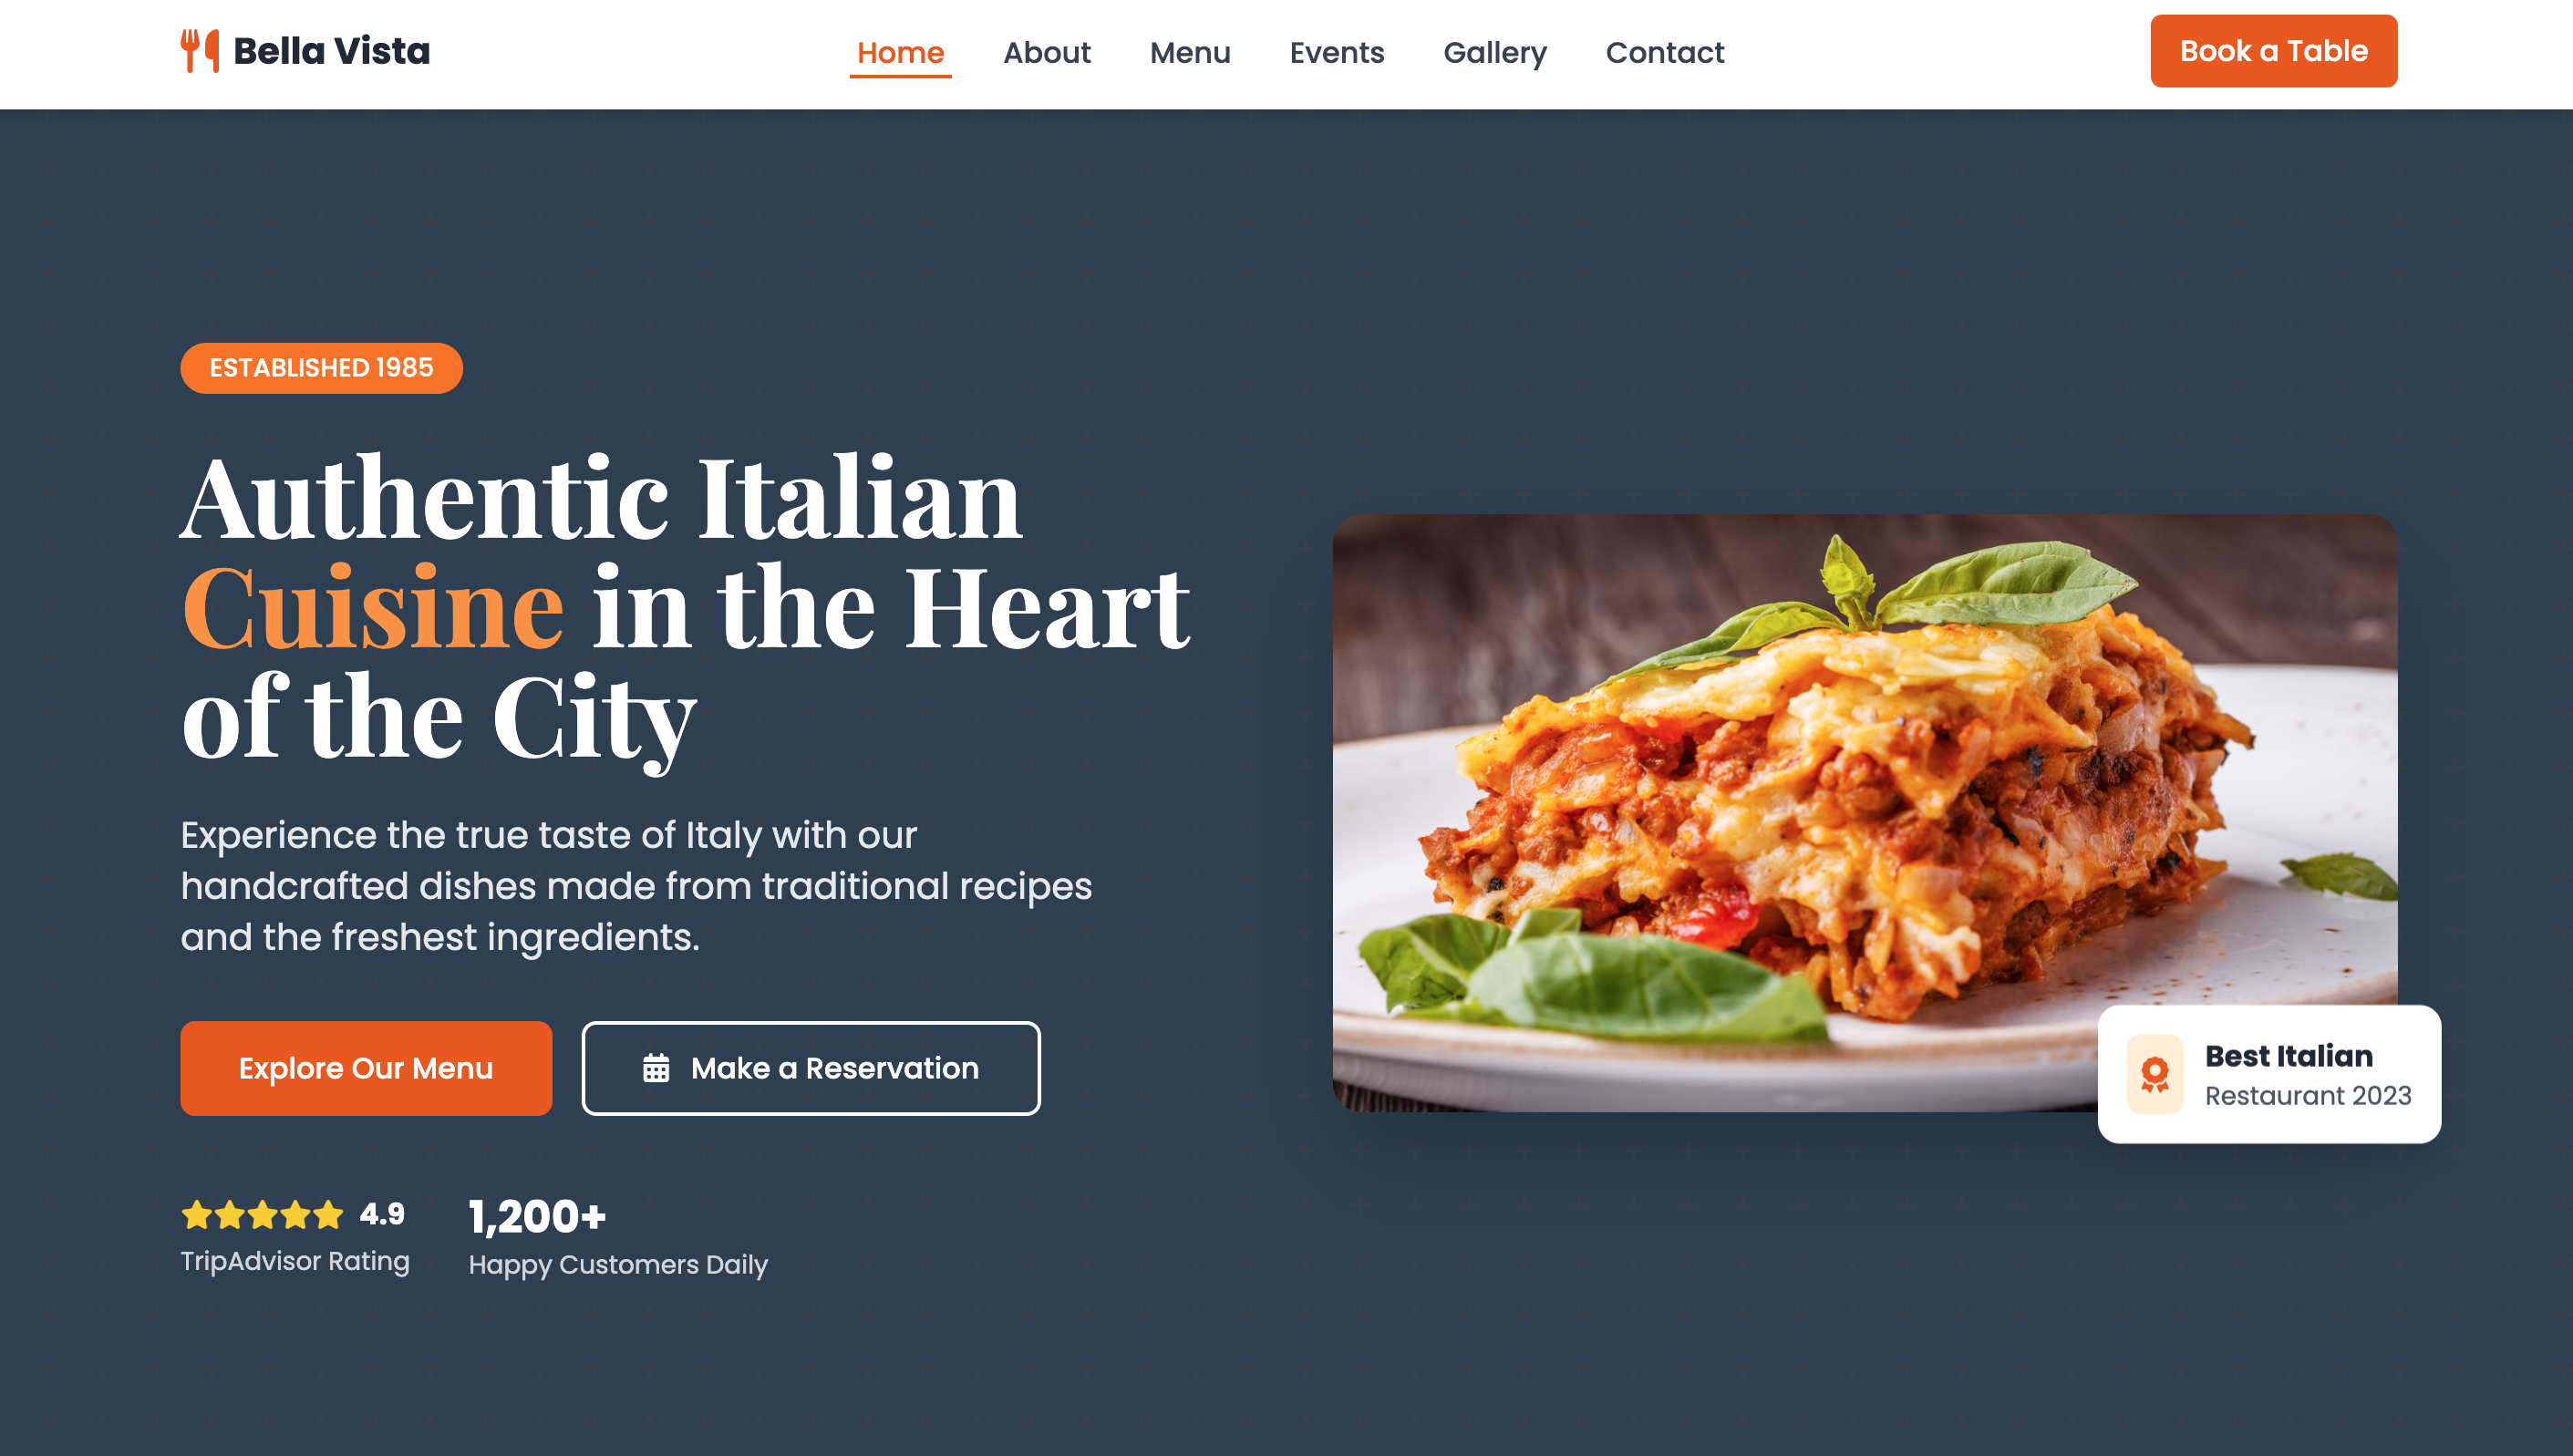 Bella Vista
Home
About
Menu
Events
Gallery
Contact
Book a Table
ESTABLISHED 1985
Authentic Italian
Cuisine in the Heart
of the City
Experience the true taste of Italy with our
handcrafted dishes made from traditional recipes
and the freshest ingredients.
Explore Our Menu
Make a Reservation
4.9
TripAdvisor Rating
1,200+
Happy Customers Daily
Best Italian
Restaurant 2023